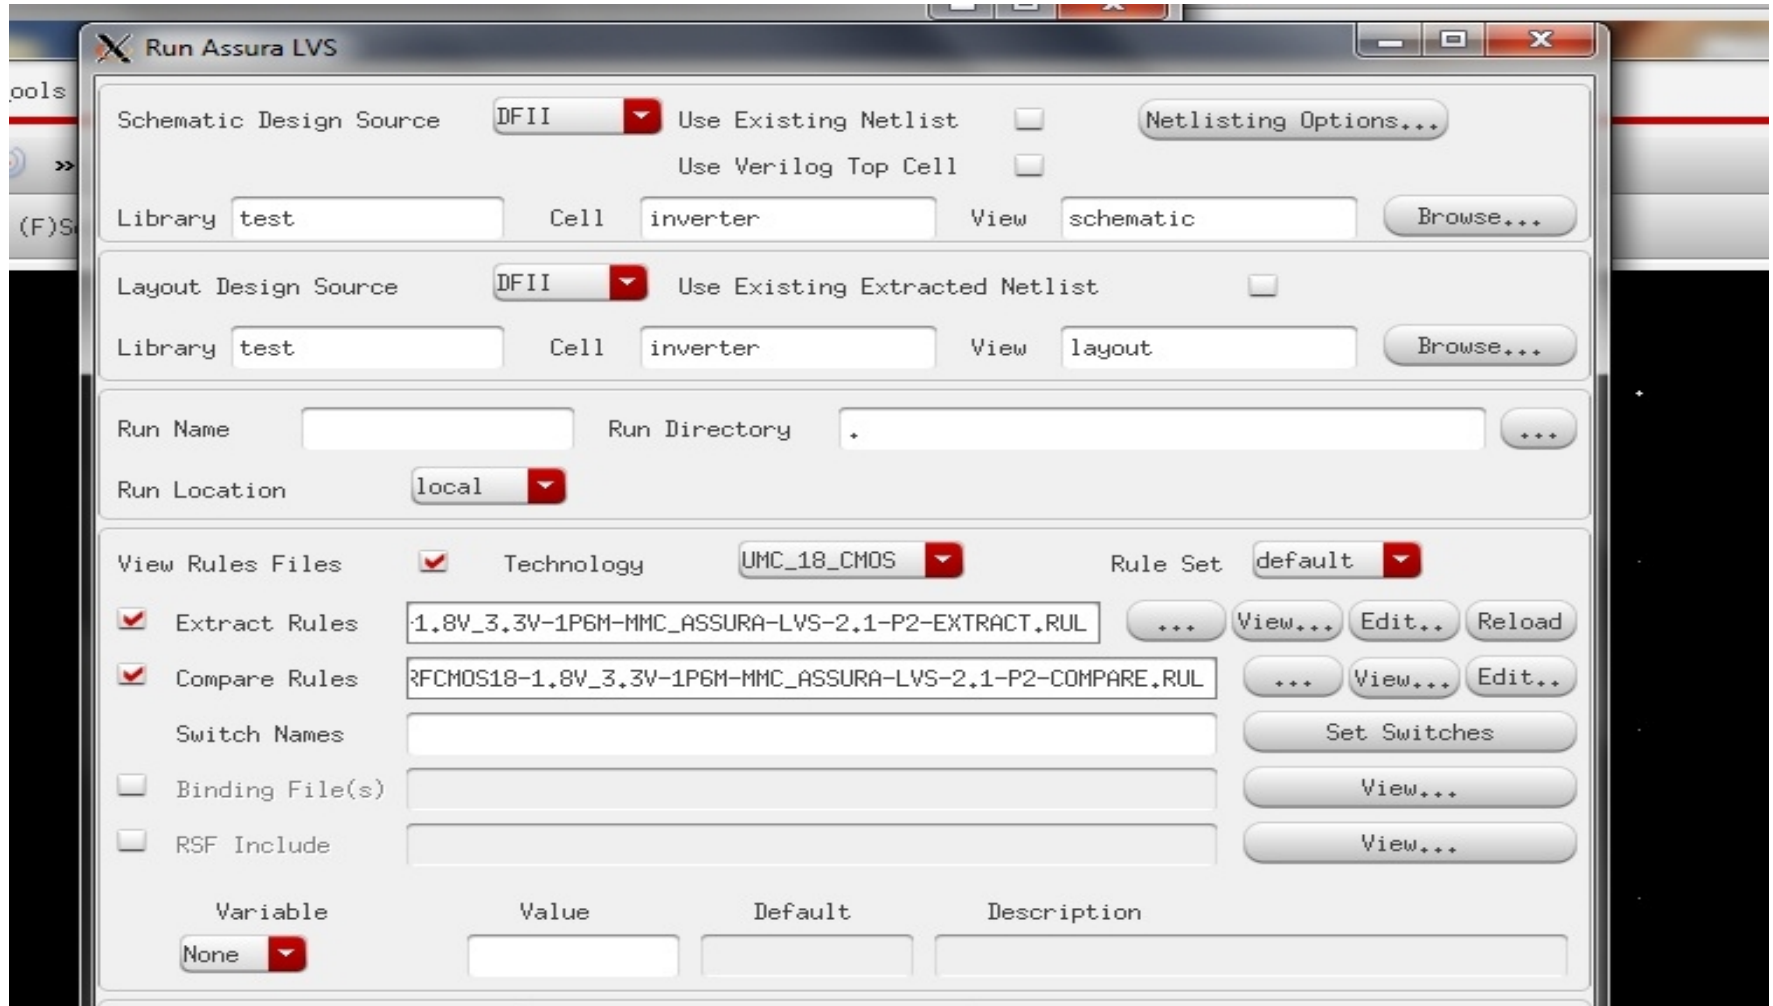 Run Assura LVS
ools
Schematic Design Source DFII Use Existing Netlist Netlisting Options...
Use Verilog Top Cell
»
Library test Cell inverter View schematic Browse...
Layout Design Source DFII Use Existing Extracted Netlist
Library test Cell inverter View layout Browse...
Run Name Run Directory . ...
Run Location local
View Rules Files Technology UMC_18_CMOS Rule Set default
Extract Rules 1.8V_3.3V-1P6M-MMC_ASSURA-LVS-2.1-P2-EXTRACT.RUL ... View... Edit.. Reload
Compare Rules RFCMOS18-1.8V_3.3V-1P6M-MMC_ASSURA-LVS-2.1-P2-COMPARE.RUL ... View... Edit..
Switch Names Set Switches
Binding File(s) View...
RSF Include View...
Variable Value Default Description
None